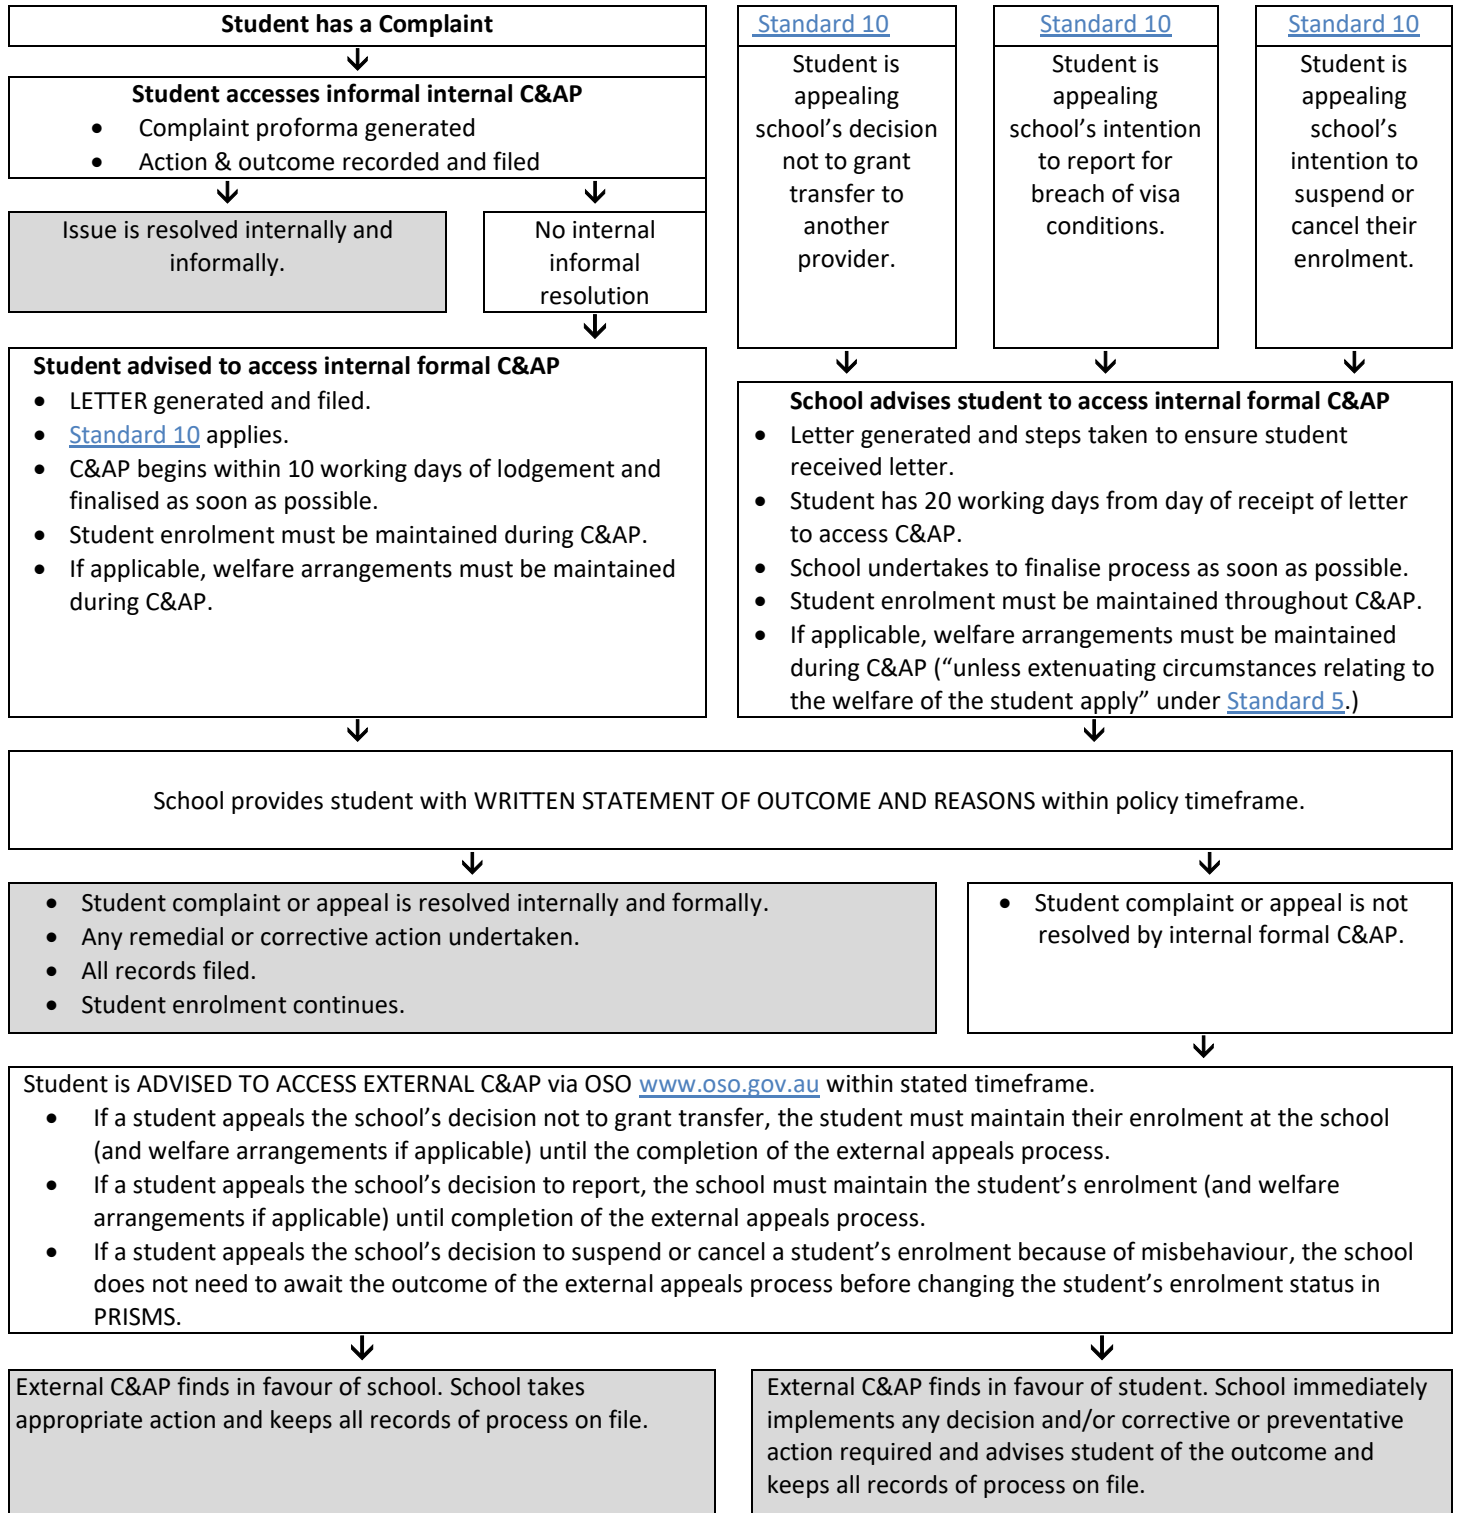 Student has a Complaint
Student accesses informal internal C&AP
• Complaint proforma generated
• Action & outcome recorded and filed
Issue is resolved internally and
informally.
No internal
informal
resolution
Student advised to access internal formal C&AP
• LETTER generated and filed.
• Standard 10 applies.
• C&AP begins within 10 working days of lodgement and
finalised as soon as possible.
• Student enrolment must be maintained during C&AP.
• If applicable, welfare arrangements must be maintained
during C&AP.
Standard 10
Student is
appealing
school’s decision
not to grant
transfer to
another
provider.
Standard 10
Student is
appealing
school’s intention
to report for
breach of visa
conditions.
Standard 10
Student is
appealing
school’s
intention to
suspend or
cancel their
enrolment.
School advises student to access internal formal C&AP
• Letter generated and steps taken to ensure student
received letter.
• Student has 20 working days from day of receipt of letter
to access C&AP.
• School undertakes to finalise process as soon as possible.
• Student enrolment must be maintained throughout C&AP.
• If applicable, welfare arrangements must be maintained
during C&AP (“unless extenuating circumstances relating to
the welfare of the student apply” under Standard 5.)
School provides student with WRITTEN STATEMENT OF OUTCOME AND REASONS within policy timeframe.
• Student complaint or appeal is resolved internally and formally.
• Any remedial or corrective action undertaken.
• All records filed.
• Student enrolment continues.
• Student complaint or appeal is not
resolved by internal formal C&AP.
Student is ADVISED TO ACCESS EXTERNAL C&AP via OSO www.oso.gov.au within stated timeframe.
• If a student appeals the school’s decision not to grant transfer, the student must maintain their enrolment at the school
(and welfare arrangements if applicable) until the completion of the external appeals process.
• If a student appeals the school’s decision to report, the school must maintain the student’s enrolment (and welfare
arrangements if applicable) until completion of the external appeals process.
• If a student appeals the school’s decision to suspend or cancel a student’s enrolment because of misbehaviour, the school
does not need to await the outcome of the external appeals process before changing the student’s enrolment status in
PRISMS.
External C&AP finds in favour of school. School takes
appropriate action and keeps all records of process on file.
External C&AP finds in favour of student. School immediately
implements any decision and/or corrective or preventative
action required and advises student of the outcome and
keeps all records of process on file.